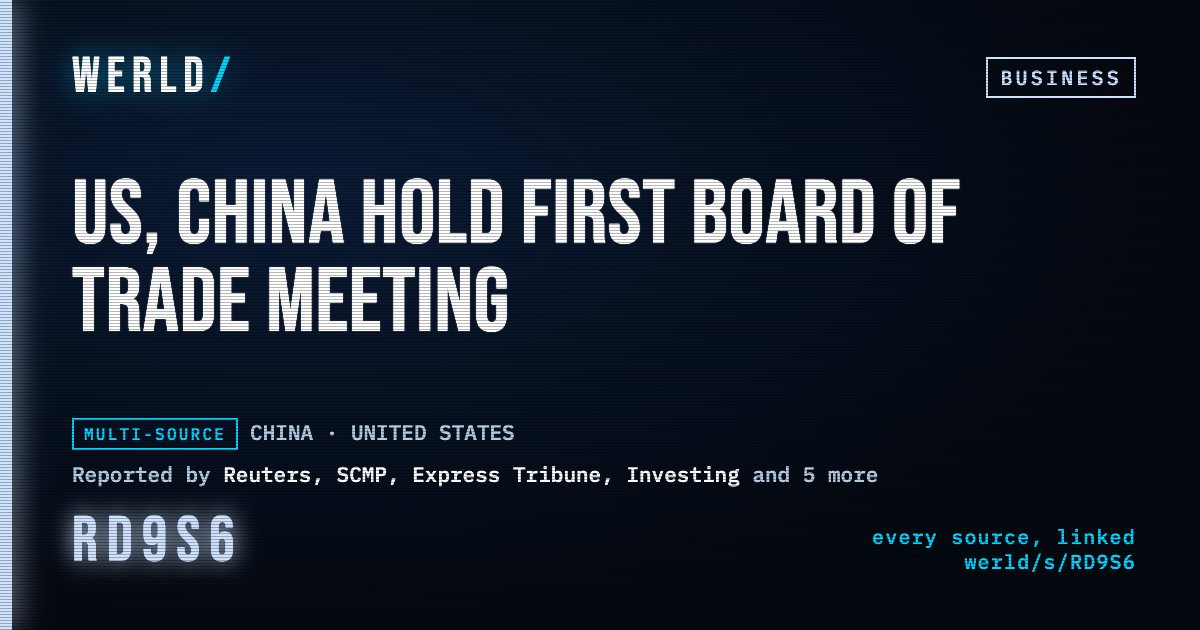 WERLD/
BUSINESS
US, CHINA HOLD FIRST BOARD OF
TRADE MEETING
MULTI-SOURCE CHINA · UNITED STATES
Reported by Reuters, SCMP, Express Tribune, Investing and 5 more
RD9S6
every source, linked
werld/s/RD9S6